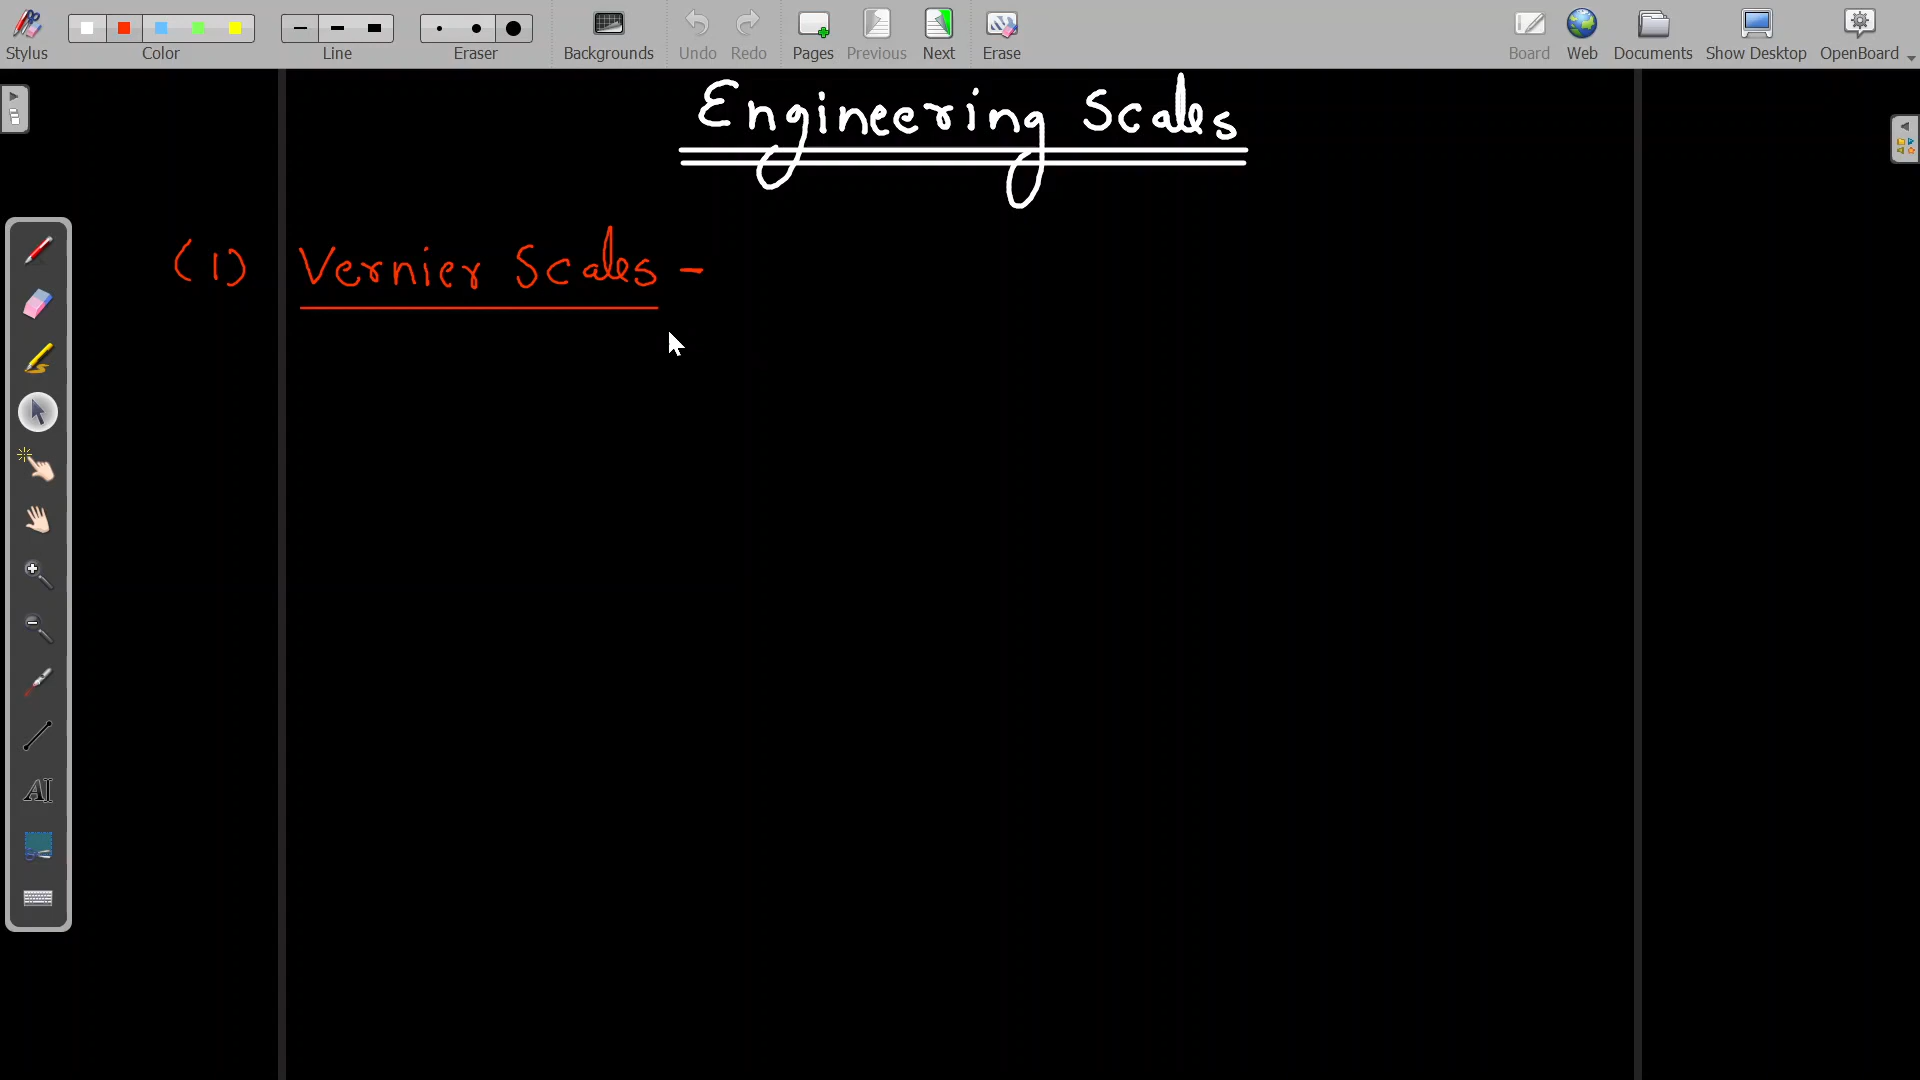 Stylus Color Line Eraser Backgrounds Undo Redo Pages Previous Next Erase Board Web Documents Show Desktop OpenBoard
Engineering Scales
(1) Vernier Scales -